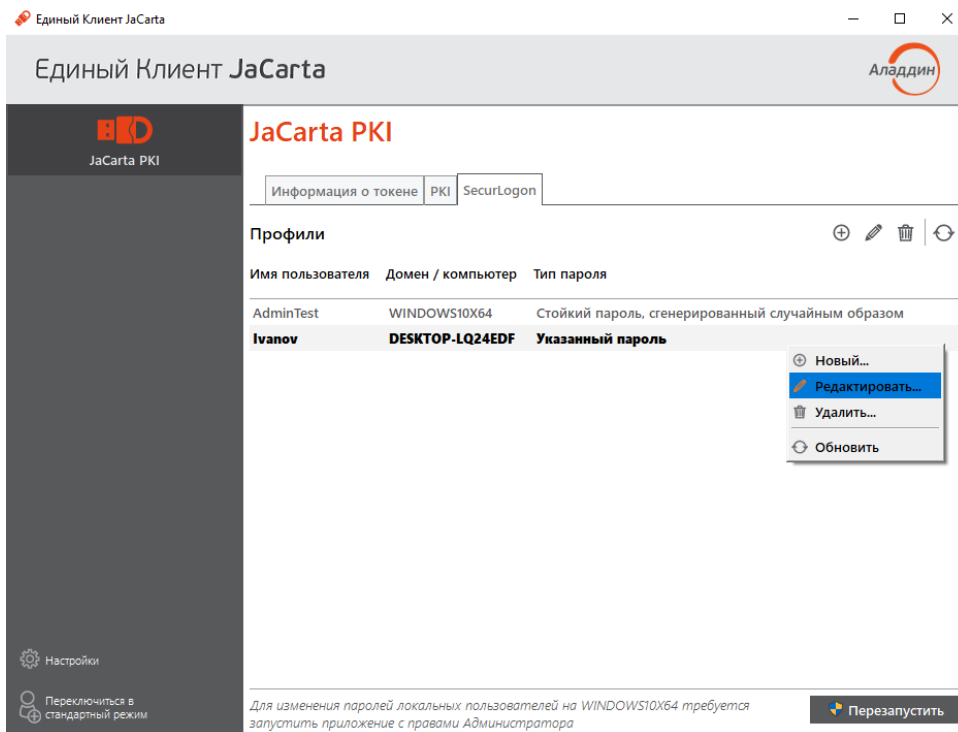 Единый Клиент JaCarta
Единый Клиент JaCarta
Аладдин
JaCarta PKI
JaCarta PKI
Информация о токене PKI SecurLogon
Профили
Имя пользователя Домен / компьютер Тип пароля
AdminTest WINDOWS10X64 Стойкий пароль, сгенерированный случайным образом
Ivanov DESKTOP-LQ24EDF Указанный пароль
Новый...
Редактировать...
Удалить...
Обновить
Настройки
Переключиться в
стандартный режим
Для изменения паролей локальных пользователей на WINDOWS10X64 требуется
запустить приложение с правами Администратора
Перезапустить